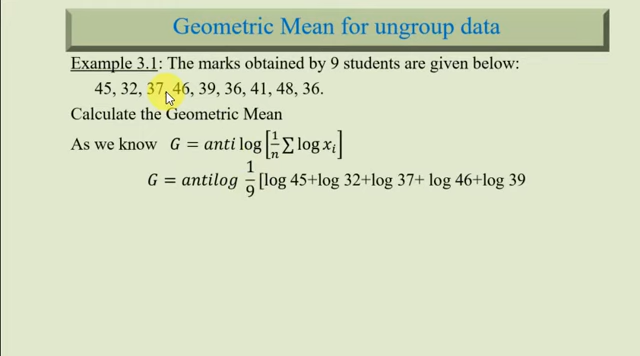 Geometric Mean for ungroup data
Example 3.1: The marks obtained by 9 students are given below:
45, 32, 37, 46, 39, 36, 41, 48, 36.
Calculate the Geometric Mean
As we know G = anti log[1/n ∑ log xᵢ]
G = antilog 1/9 [log 45+log 32+log 37+ log 46+log 39